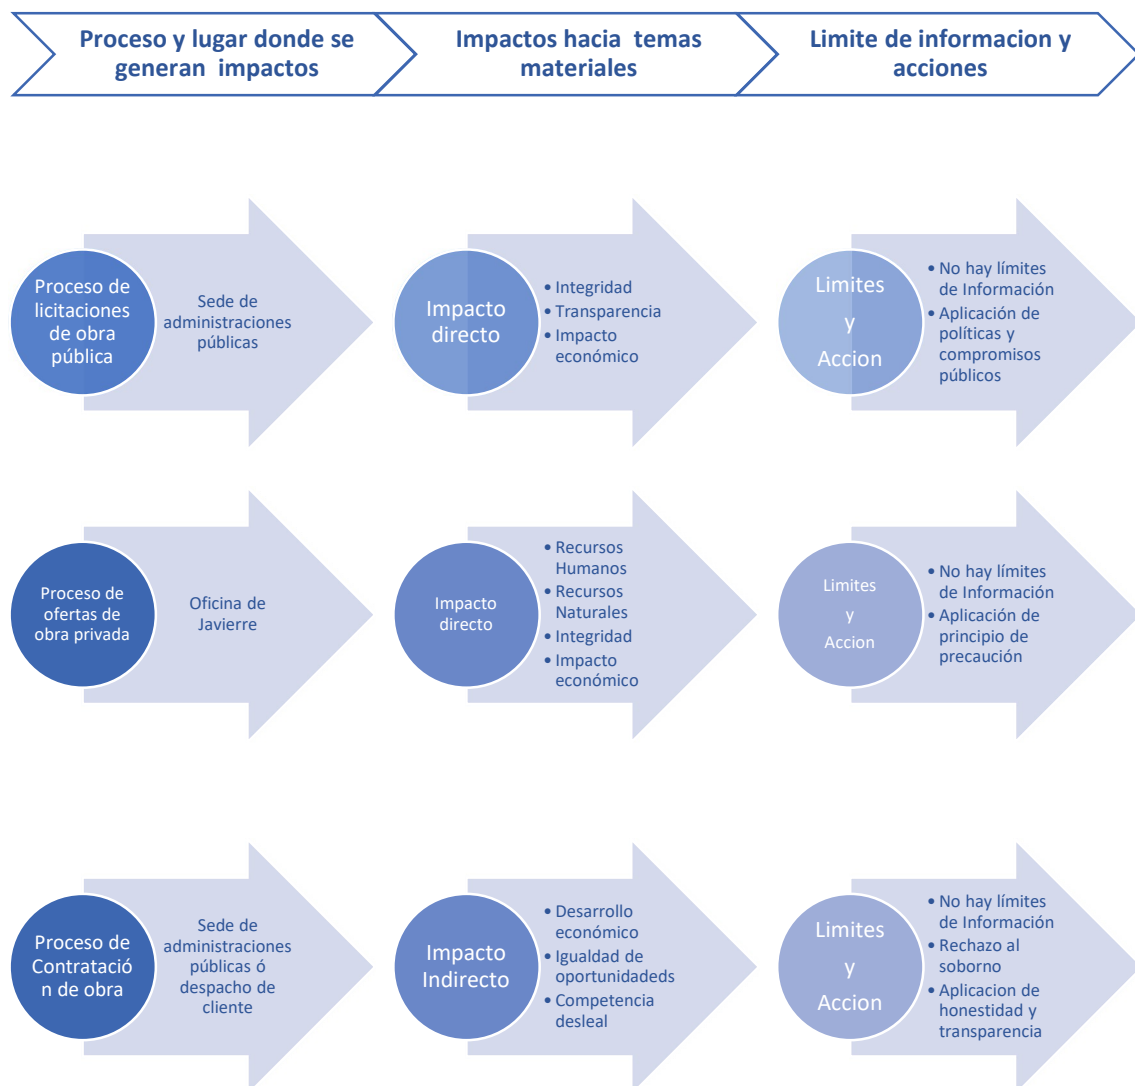 Proceso y lugar donde se
generan  impactos
Impactos hacia  temas
materiales
Limite de informacion y
acciones
Proceso de
licitaciones
de obra
pública
Sede de
administraciones
públicas
Impacto
directo
• Integridad
• Transparencia
• Impacto
económico
Limites
y
Accion
• No hay límites
de Información
• Aplicación de
políticas y
compromisos
públicos
Proceso de
ofertas de
obra privada
Oficina de
Javierre
Impacto
directo
• Recursos
Humanos
• Recursos
Naturales
• Integridad
• Impacto
económico
Limites
y
Accion
• No hay límites
de Información
• Aplicación de
principio de
precaución
Proceso de
Contratació
n de obra
Sede de
administraciones
públicas ó
despacho de
cliente
Impacto
Indirecto
• Desarrollo
económico
• Igualdad de
oportunidadeds
• Competencia
desleal
Limites
y
Accion
• No hay límites
de Información
• Rechazo al
soborno
• Aplicacion de
honestidad y
transparencia